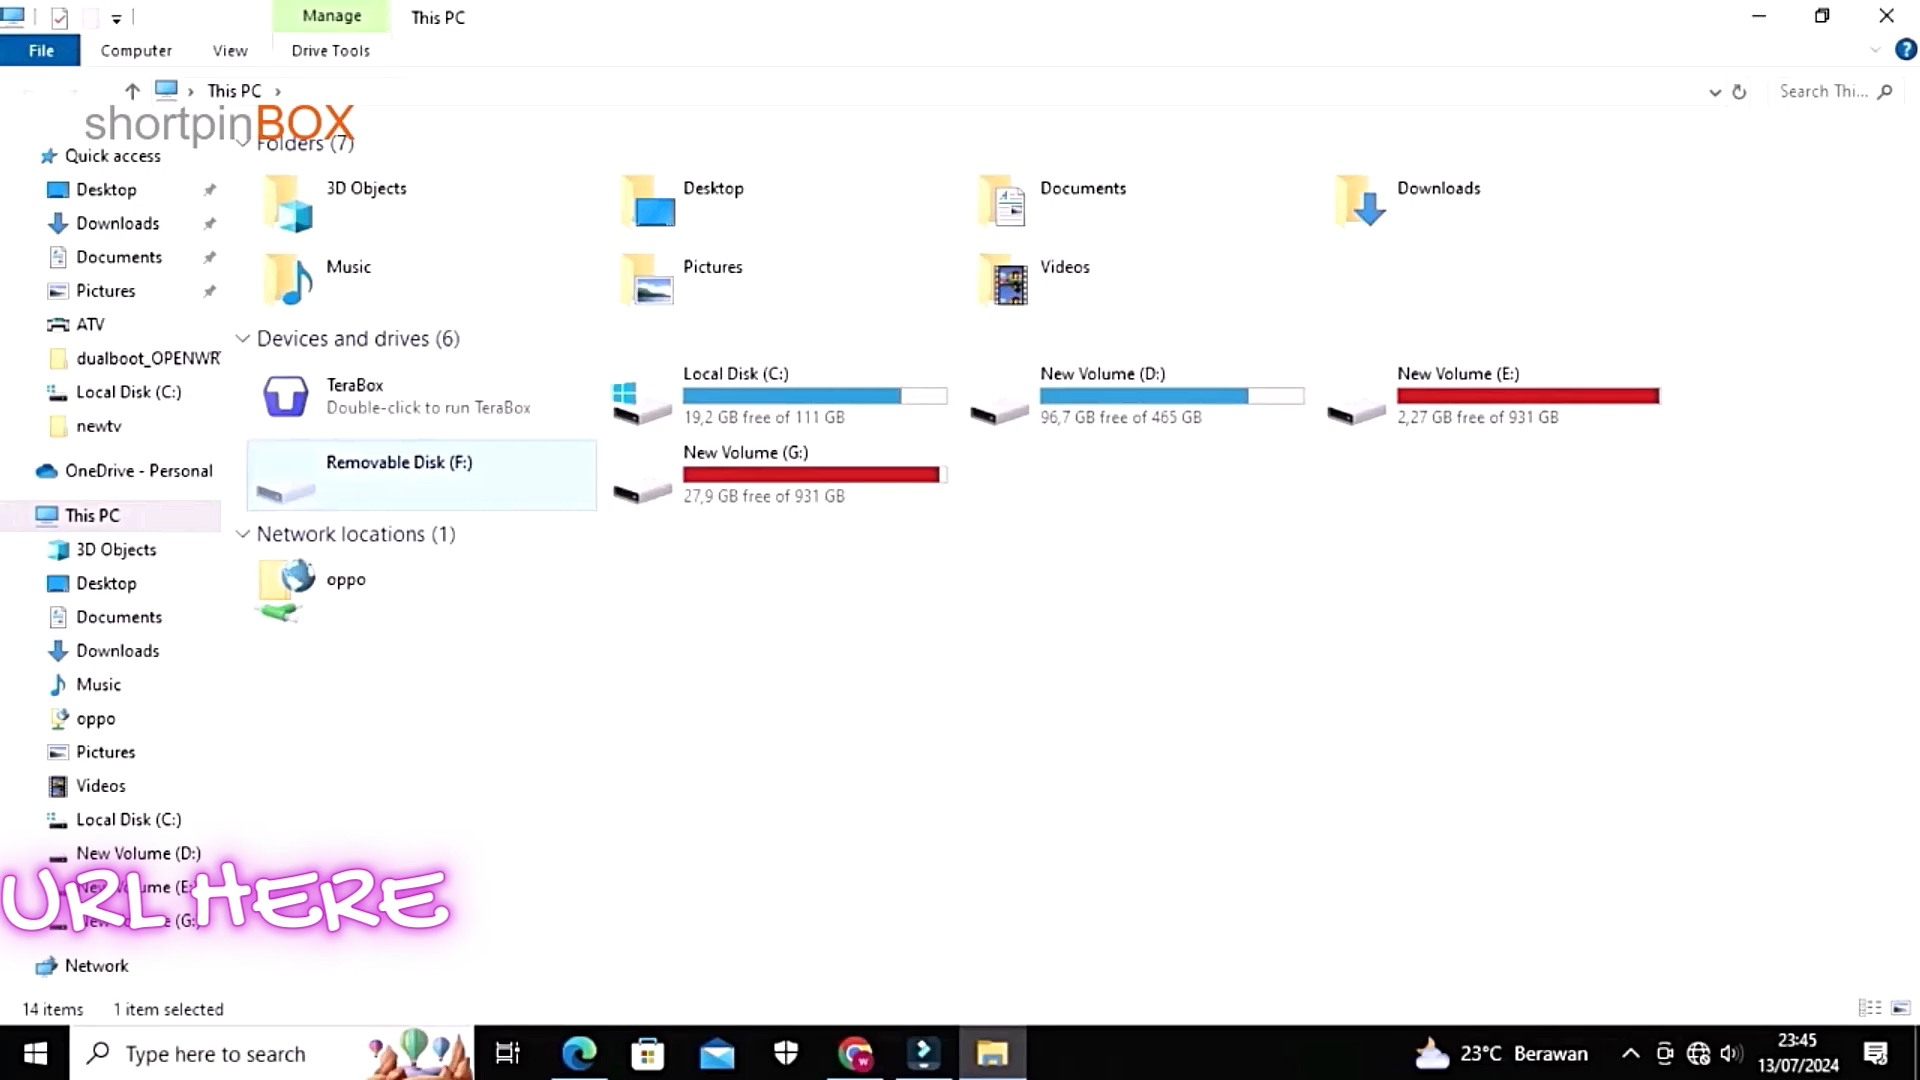 Manage
This PC
File
Computer
View
Drive Tools
This PC
Search Thi...
shortpinBOX
Folders (7)
Quick access
Desktop
Downloads
Documents
Pictures
ATV
dualboot_OPENWR
Local Disk (C:)
newtv
OneDrive - Personal
This PC
3D Objects
Desktop
Documents
Downloads
Music
oppo
Pictures
Videos
Local Disk (C:)
New Volume (D:)
New Volume (E:
New Volume (G:)
URL HERE
Network
3D Objects
Desktop
Documents
Downloads
Music
Pictures
Videos
Devices and drives (6)
TeraBox
Double-click to run TeraBox
Local Disk (C:)
19,2 GB free of 111 GB
New Volume (D:)
96,7 GB free of 465 GB
New Volume (E:)
2,27 GB free of 931 GB
Removable Disk (F:)
New Volume (G:)
27,9 GB free of 931 GB
Network locations (1)
oppo
14 items
1 item selected
Type here to search
23°C Berawan
23:45
13/07/2024